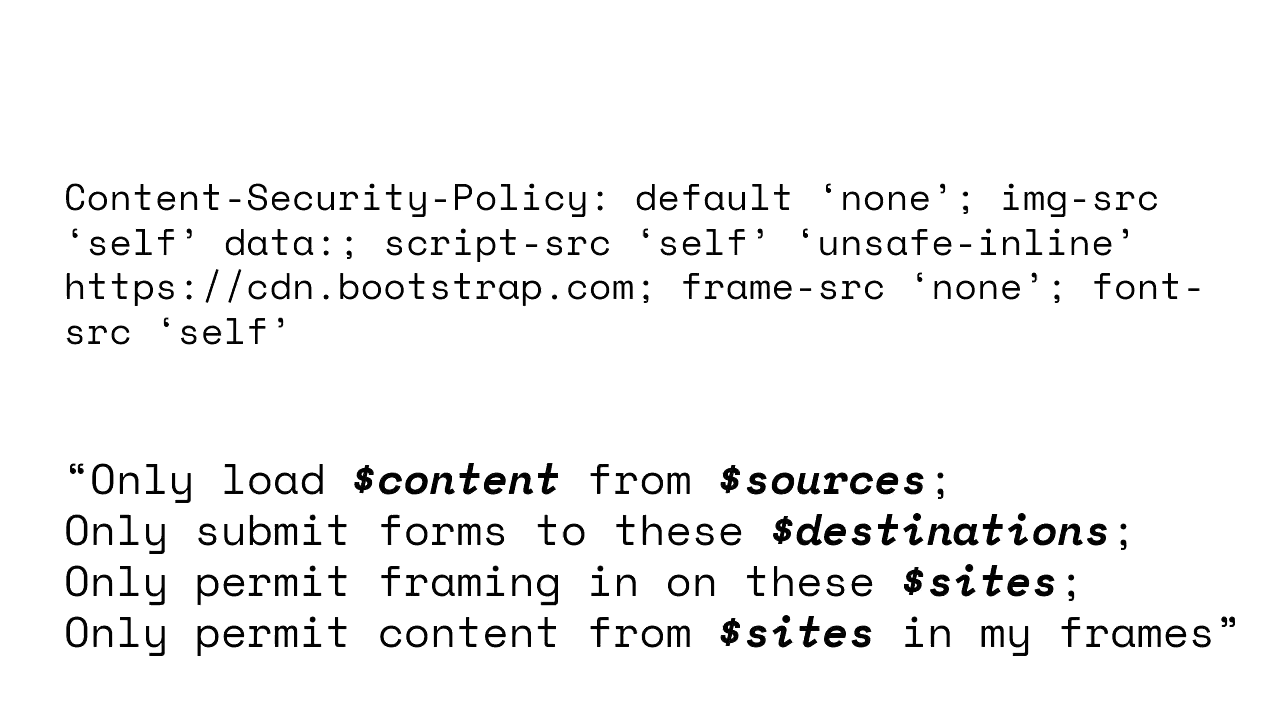 Content-Security-Policy: default ‘none’; img-src
‘self’ data:; script-src ‘self’ ‘unsafe-inline’
https://cdn.bootstrap.com; frame-src ‘none’; font-
src ‘self’
“Only load $content from $sources;
Only submit forms to these $destinations;
Only permit framing in on these $sites;
Only permit content from $sites in my frames”